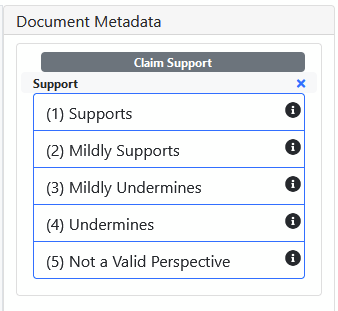 Document Metadata
Claim Support
Support
(1) Supports
(2) Mildly Supports
(3) Mildly Undermines
(4) Undermines
(5) Not a Valid Perspective